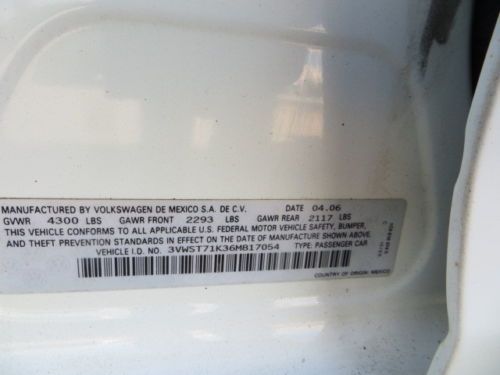 MANUFACTURED BY VOLKSWAGEN DE MEXICO S.A. DE C.V. DATE 04.06
GVWR 4300 LBS GAWR FRONT 2293 LBS GAWR REAR 2117 LBS
THIS VEHICLE CONFORMS TO ALL APPLICABLE FEDERAL MOTOR VEHICLE SAFETY, BUMPER,
AND THEFT PREVENTION STANDARDS IN EFFECT ON THE DATE OF MANUFACTURE SHOWN ABOVE.
VEHICLE I.D. NO. 3VWST71K36M817054 TYPE: PASSENGER CAR
COUNTRY OF ORIGIN: MEXICO